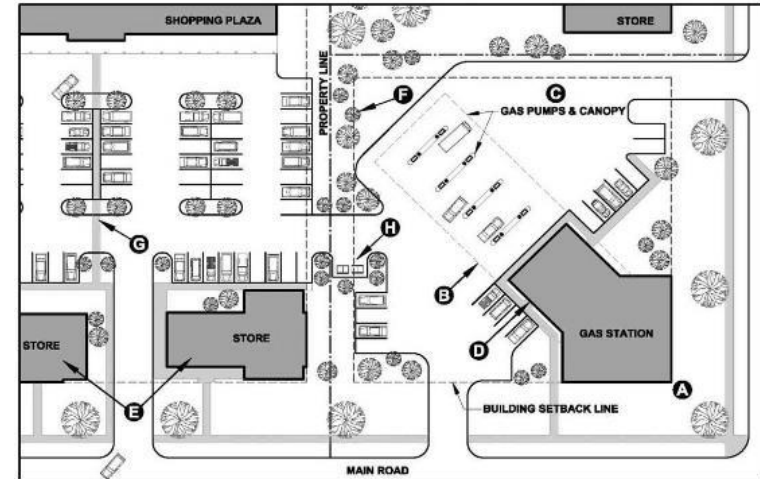 SHOPPING PLAZA
STORE
PROPERTY LINE
C
F
GAS PUMPS & CANOPY
G
H
B
STORE
STORE
D
GAS STATION
E
A
BUILDING SETBACK LINE
MAIN ROAD